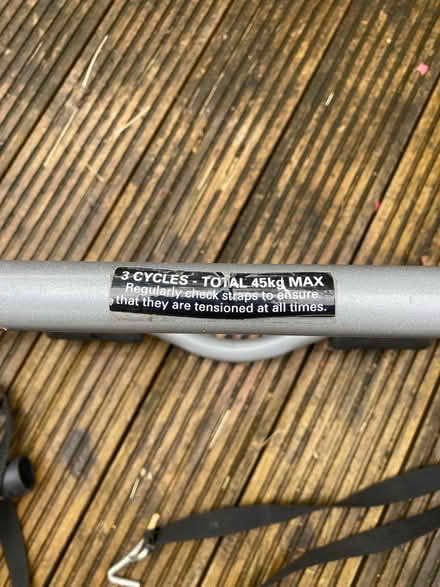 3 CYCLES - TOTAL 45kg MAX
Regularly check straps to ensure
that they are tensioned at all times.